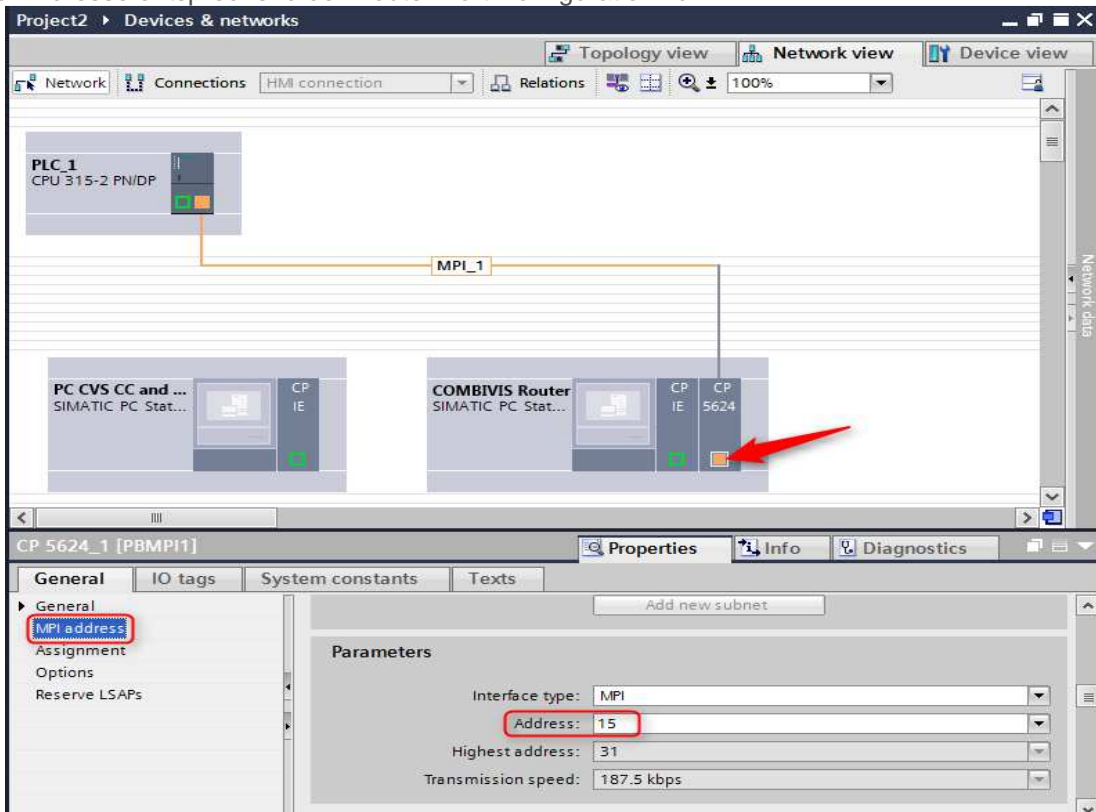 Project2 ▸ Devices & networks
Topology view Network view Device view
Network Connections HMI connection Relations 100%
PLC_1
CPU 315-2 PN/DP
MPI_1
Network data
PC CVS CC and ...
SIMATIC PC Stat...
CP
IE
COMBIVIS Router
SIMATIC PC Stat...
CP
IE
CP
5624
CP 5624_1 [PBMPI1]
Properties Info Diagnostics
General IO tags System constants Texts
General
MPI address
Assignment
Options
Reserve LSAPs
Add new subnet
Parameters
Interface type: MPI
Address: 15
Highest address: 31
Transmission speed: 187.5 kbps